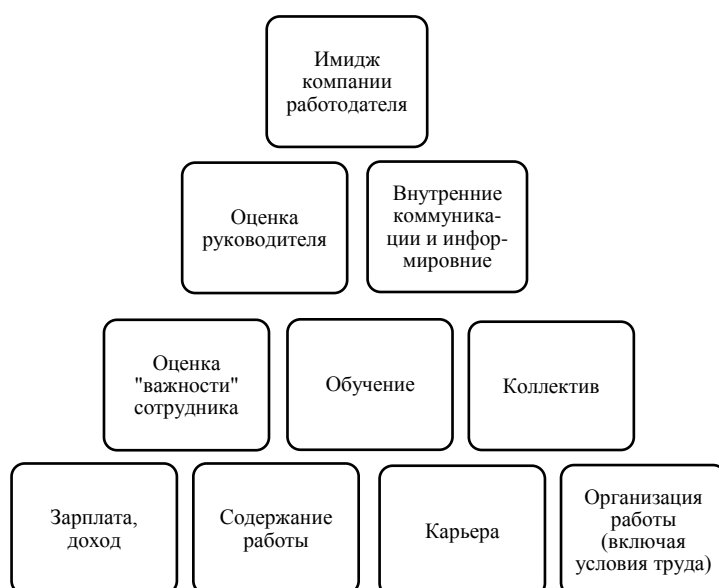 Имидж
компании
работодателя
Оценка
руководителя
Внутренние
коммуника-
ции и инфор-
мировние
Оценка
"важности"
сотрудника
Обучение
Коллектив
Зарплата,
доход
Содержание
работы
Карьера
Организация
работы
(включая
условия труда)